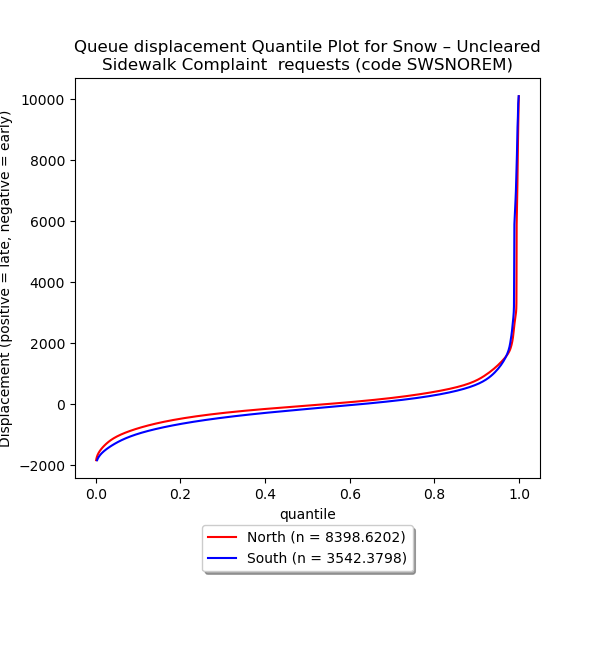 Queue displacement Quantile Plot for Snow – Uncleared
Sidewalk Complaint  requests (code SWSNOREM)
Displacement (positive = late, negative = early)
10000
8000
6000
4000
2000
0
−2000
0.0 0.2 0.4 0.6 0.8 1.0
quantile
North (n = 8398.6202)
South (n = 3542.3798)